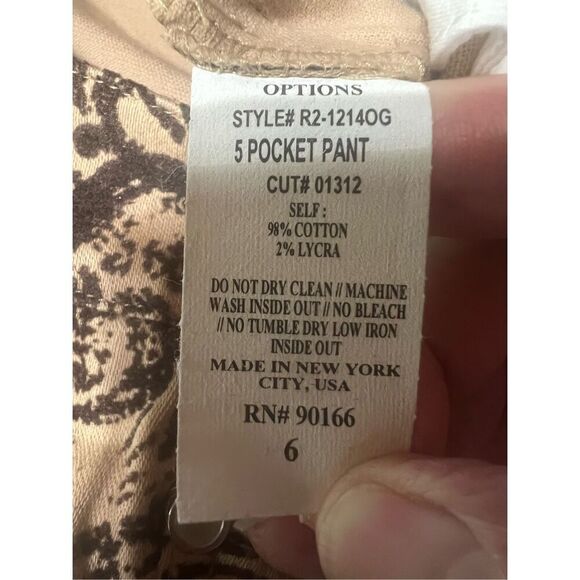 OPTIONS
STYLE# R2-1214OG
5 POCKET PANT
CUT# 01312
SELF :
98% COTTON
2% LYCRA
DO NOT DRY CLEAN // MACHINE
WASH INSIDE OUT // NO BLEACH
// NO TUMBLE DRY LOW IRON
INSIDE OUT
MADE IN NEW YORK
CITY, USA
RN# 90166
6